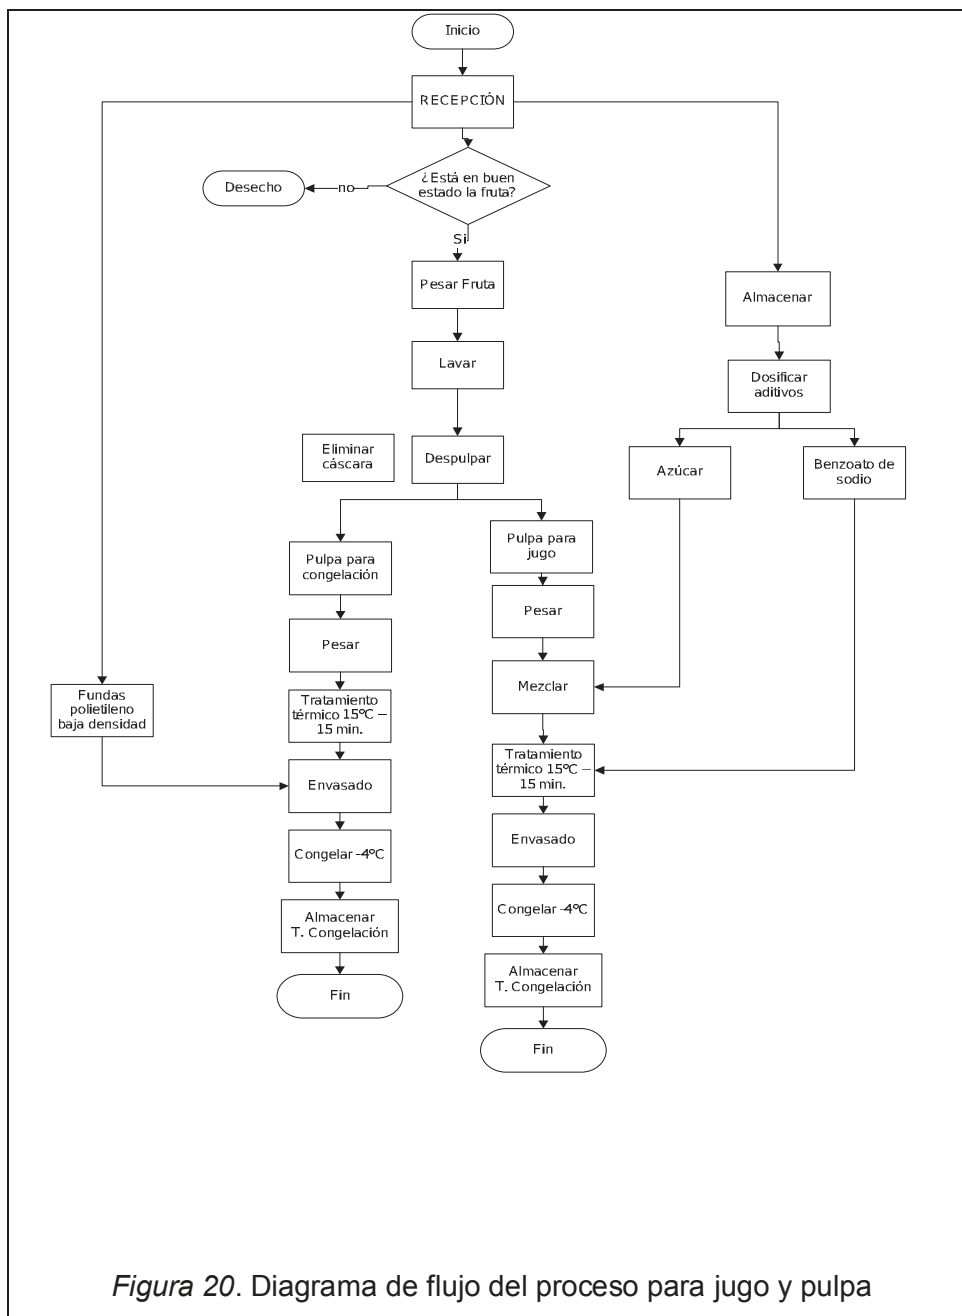 Inicio
RECEPCIÓN
¿Está en buen
estado la fruta?
no
Desecho
Si
Pesar Fruta
Almacenar
Lavar
Dosificar
aditivos
Eliminar
cáscara
Despulpar
Azúcar
Benzoato de
sodio
Pulpa para
congelación
Pulpa para
jugo
Pesar
Pesar
Fundas
polietileno
baja densidad
Mezclar
Tratamiento
térmico 15ºC –
15 min.
Tratamiento
térmico 15ºC –
15 min.
Envasado
Envasado
Congelar -4ºC
Congelar -4ºC
Almacenar
T. Congelación
Almacenar
T. Congelación
Fin
Fin
Figura 20. Diagrama de flujo del proceso para jugo y pulpa